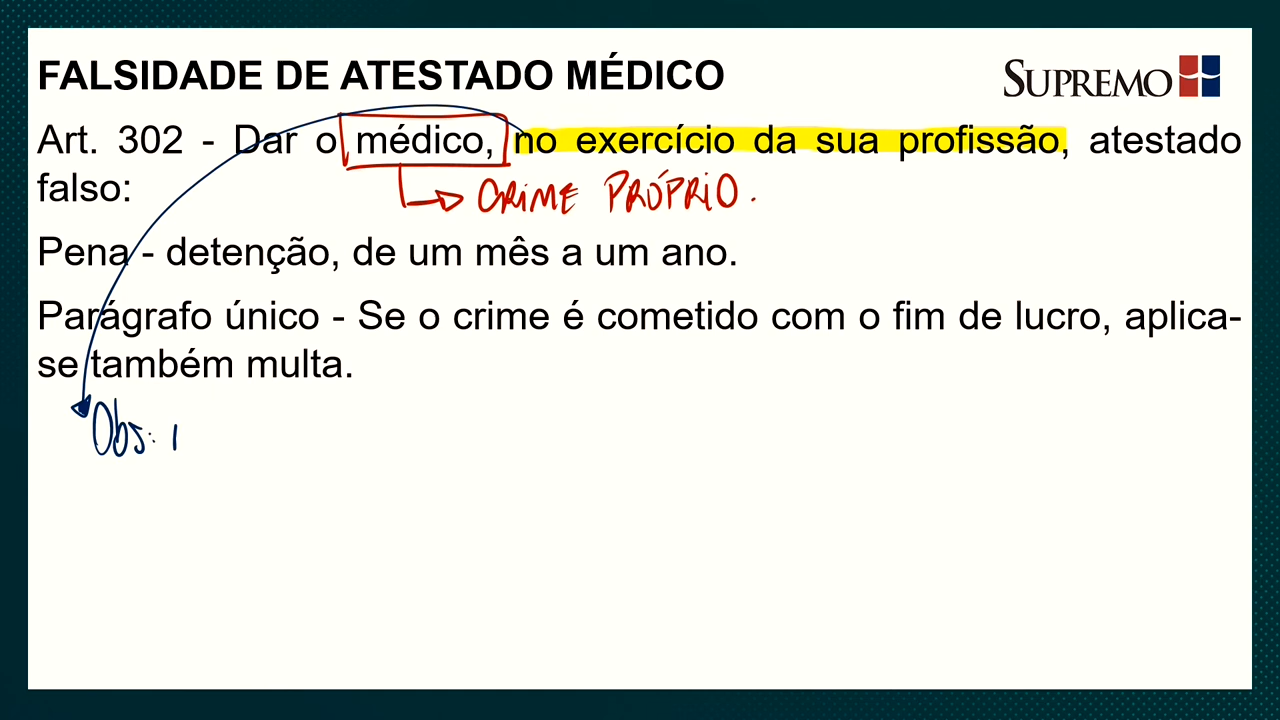 FALSIDADE DE ATESTADO MÉDICO
SUPREMO
Art. 302 - Dar o médico, no exercício da sua profissão, atestado
falso:
CRIME PRÓPRIO.
Pena - detenção, de um mês a um ano.
Parágrafo único - Se o crime é cometido com o fim de lucro, aplica-
se também multa.
Obs: